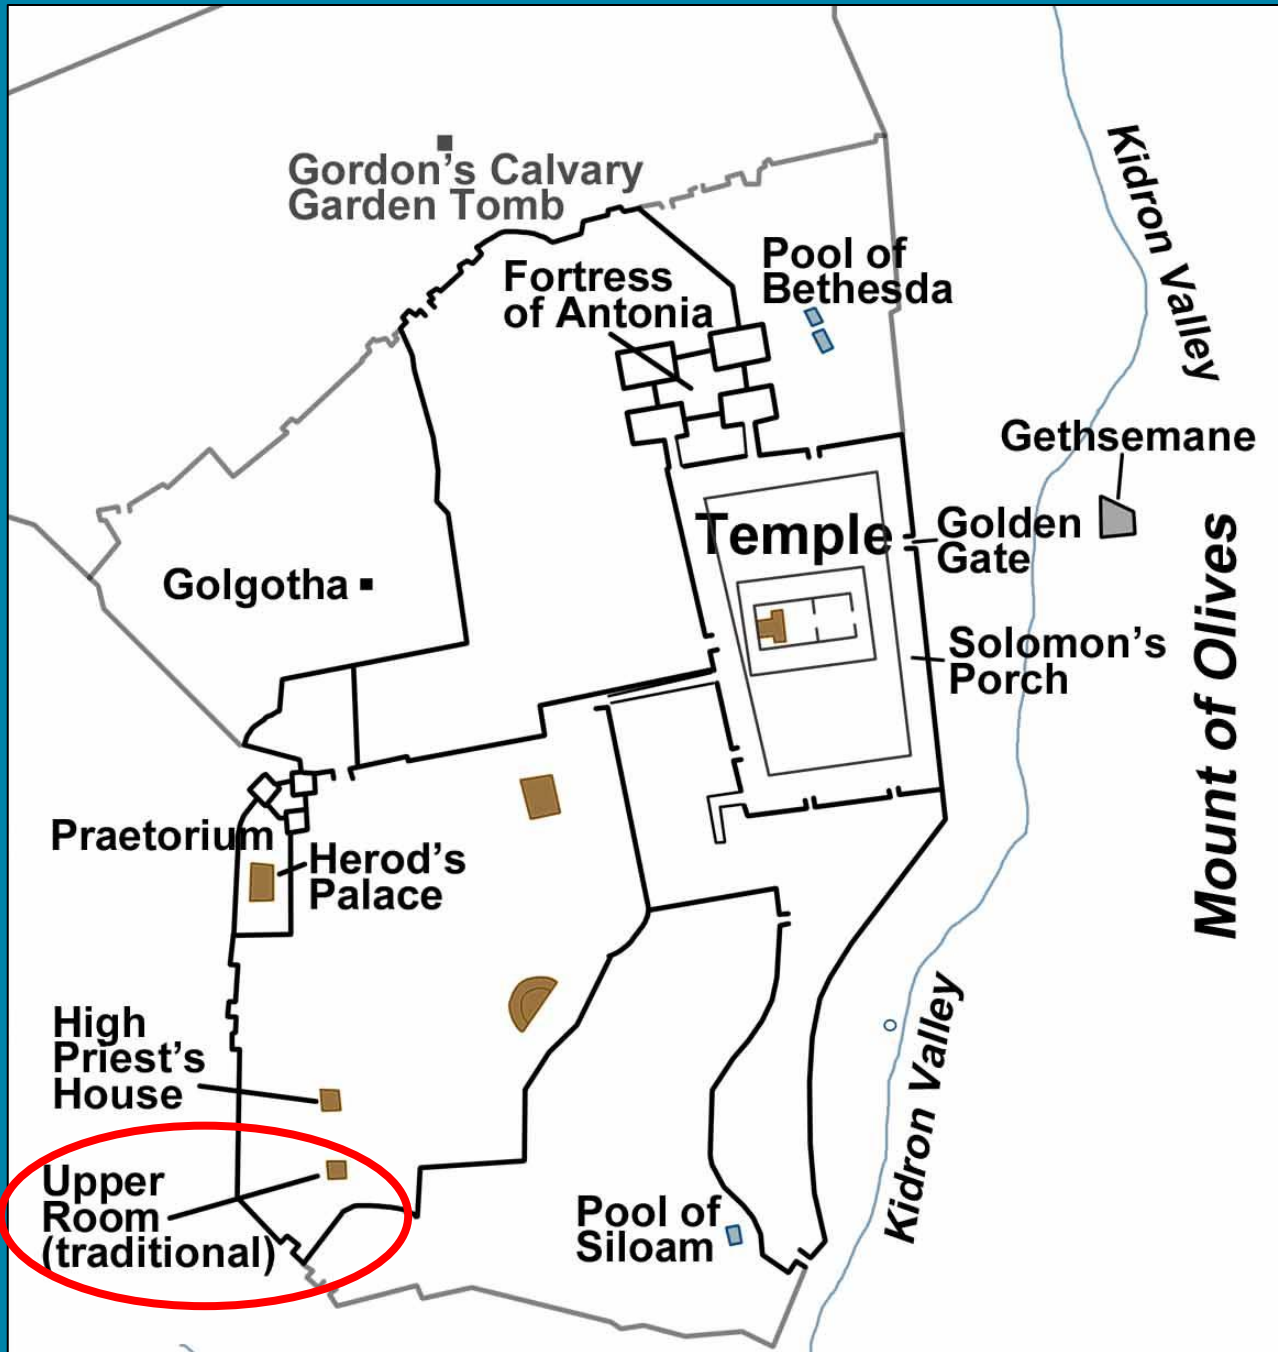 Gordon's Calvary
Garden Tomb
Kidron Valley
Pool of
Bethesda
Fortress
of Antonia
Gethsemane
Temple
Golden
Gate
Golgotha
Mount of Olives
Solomon's
Porch
Praetorium
Herod's
Palace
High
Priest's
House
Kidron Valley
Upper
Room
(traditional)
Pool of
Siloam